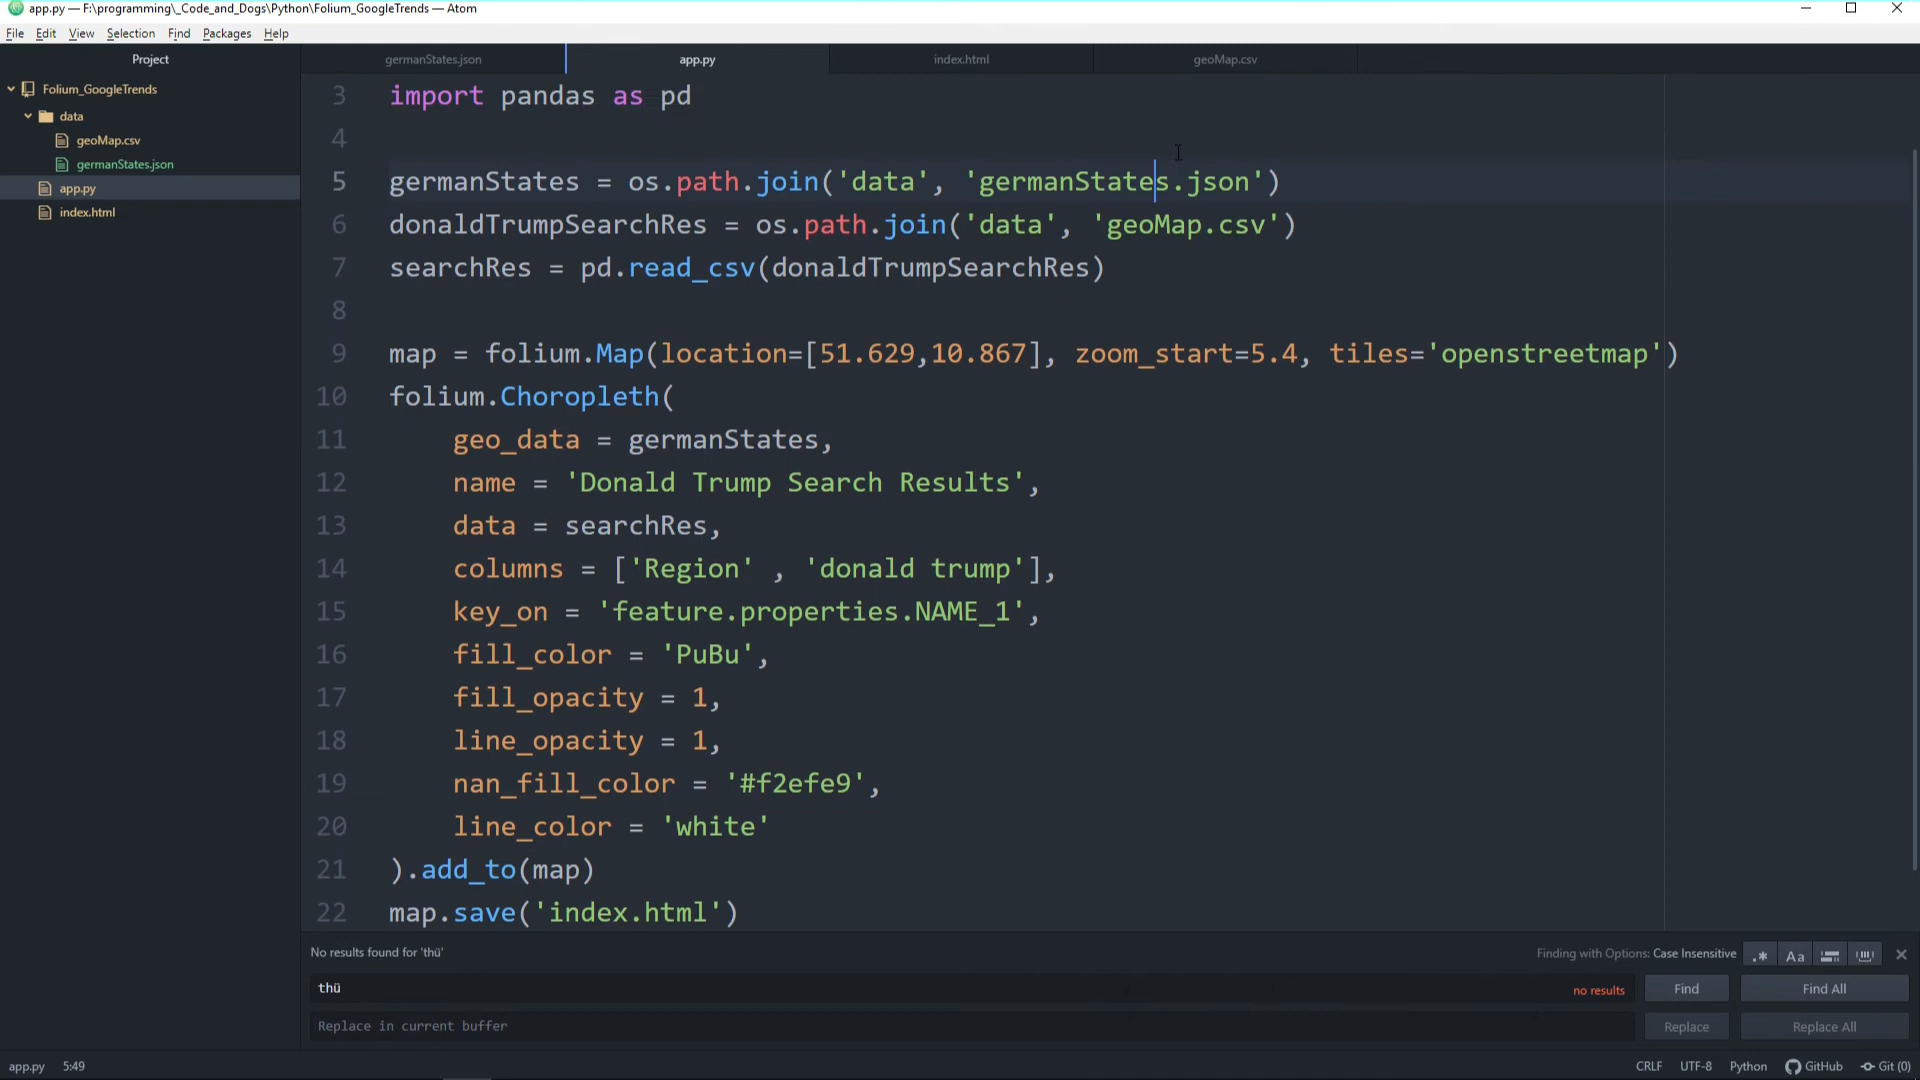 app.py — F:\programming\_Code_and_Dogs\Python\Folium_GoogleTrends — Atom
File Edit View Selection Find Packages Help
Project
germanStates.json app.py index.html geoMap.csv
Folium_GoogleTrends
data
geoMap.csv
germanStates.json
app.py
index.html
3 import pandas as pd
4
5 germanStates = os.path.join('data', 'germanStates.json')
6 donaldTrumpSearchRes = os.path.join('data', 'geoMap.csv')
7 searchRes = pd.read_csv(donaldTrumpSearchRes)
8
9 map = folium.Map(location=[51.629,10.867], zoom_start=5.4, tiles='openstreetmap')
10 folium.Choropleth(
11 geo_data = germanStates,
12 name = 'Donald Trump Search Results',
13 data = searchRes,
14 columns = ['Region' , 'donald trump'],
15 key_on = 'feature.properties.NAME_1',
16 fill_color = 'PuBu',
17 fill_opacity = 1,
18 line_opacity = 1,
19 nan_fill_color = '#f2efe9',
20 line_color = 'white'
21 ).add_to(map)
22 map.save('index.html')
No results found for 'thü'
Finding with Options: Case Insensitive .* Aa
thü no results Find Find All
Replace in current buffer Replace Replace All
app.py 5:49 CRLF UTF-8 Python GitHub Git (0)